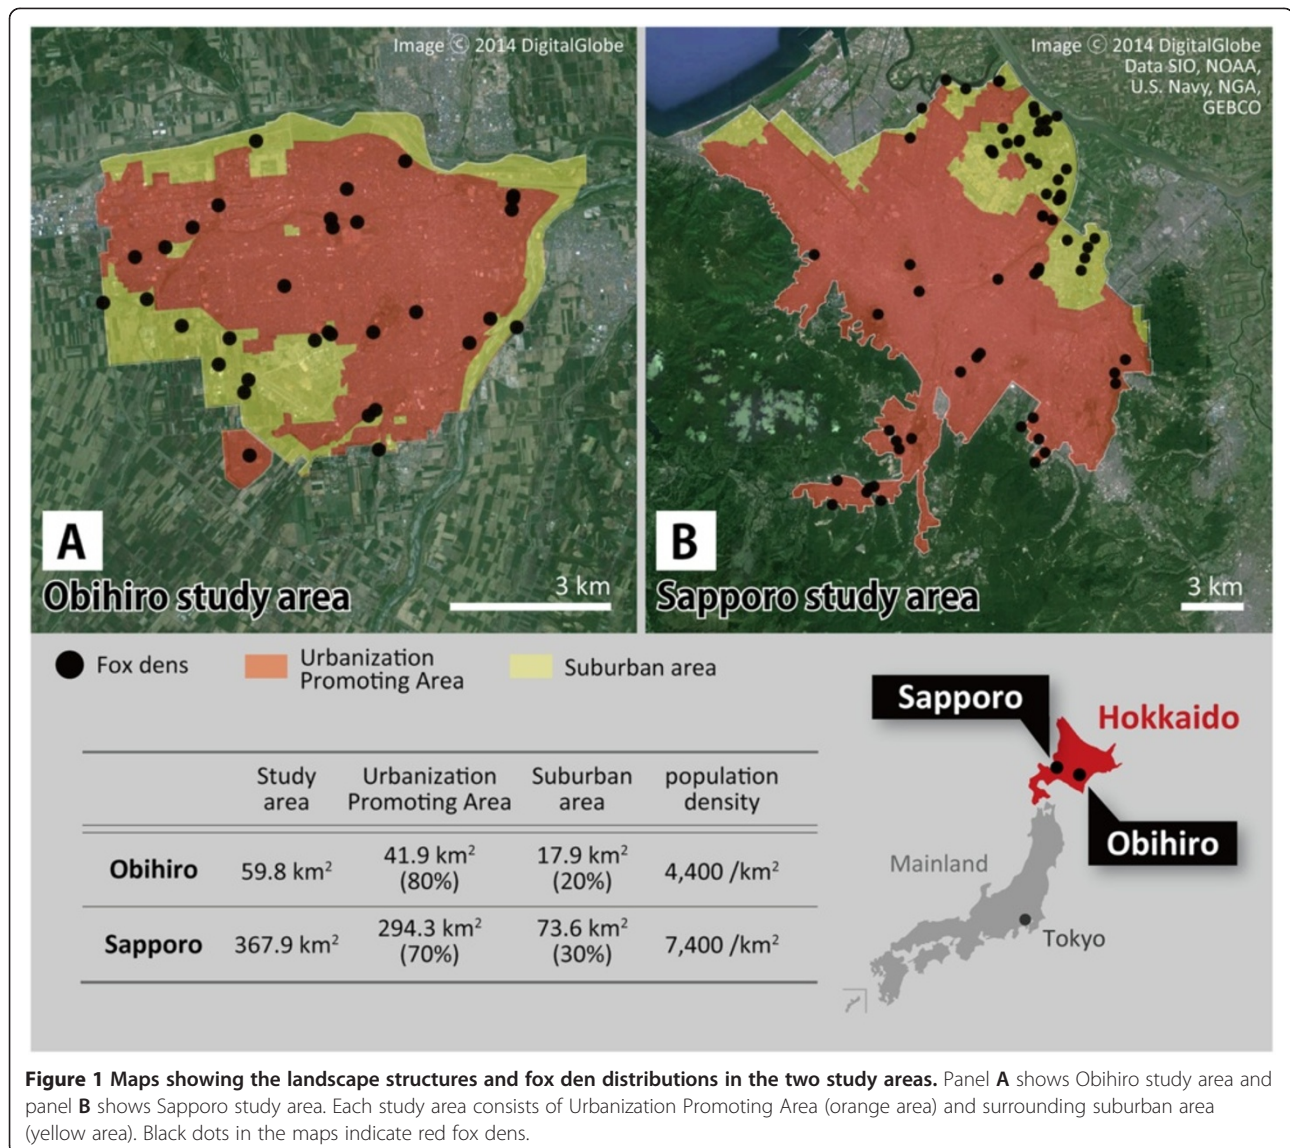 Image © 2014 DigitalGlobe
A
Obihiro study area
3 km
Image © 2014 DigitalGlobe
Data SIO, NOAA,
U.S. Navy, NGA,
GEBCO
B
Sapporo study area
3 km
Fox dens
Urbanization
Promoting Area
Suburban area
Study area
Urbanization Promoting Area
Suburban area
population density
Obihiro 59.8 km² 41.9 km² (80%) 17.9 km² (20%) 4,400 /km²
Sapporo 367.9 km² 294.3 km² (70%) 73.6 km² (30%) 7,400 /km²
Sapporo
Hokkaido
Obihiro
Mainland
Tokyo
Figure 1 Maps showing the landscape structures and fox den distributions in the two study areas. Panel A shows Obihiro study area and
panel B shows Sapporo study area. Each study area consists of Urbanization Promoting Area (orange area) and surrounding suburban area
(yellow area). Black dots in the maps indicate red fox dens.